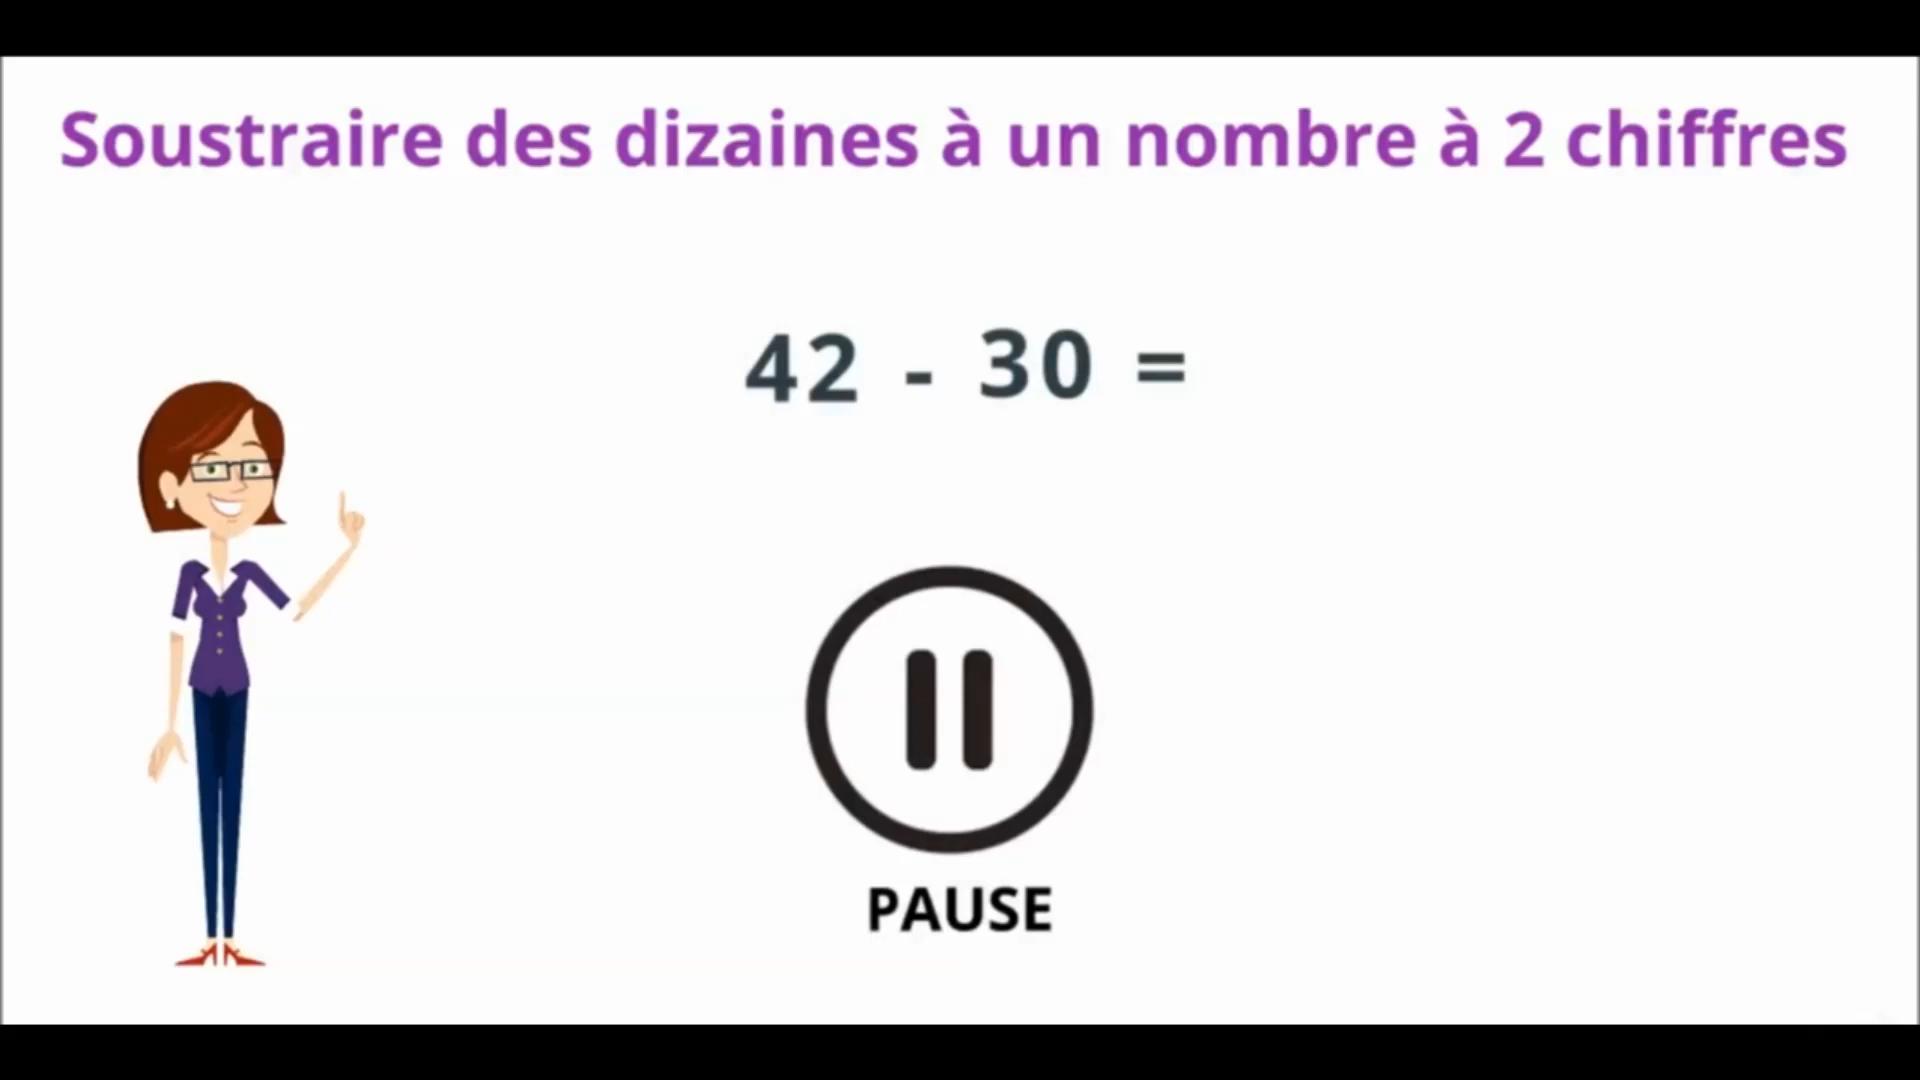 Soustraire des dizaines à un nombre à 2 chiffres
42 - 30 =
PAUSE